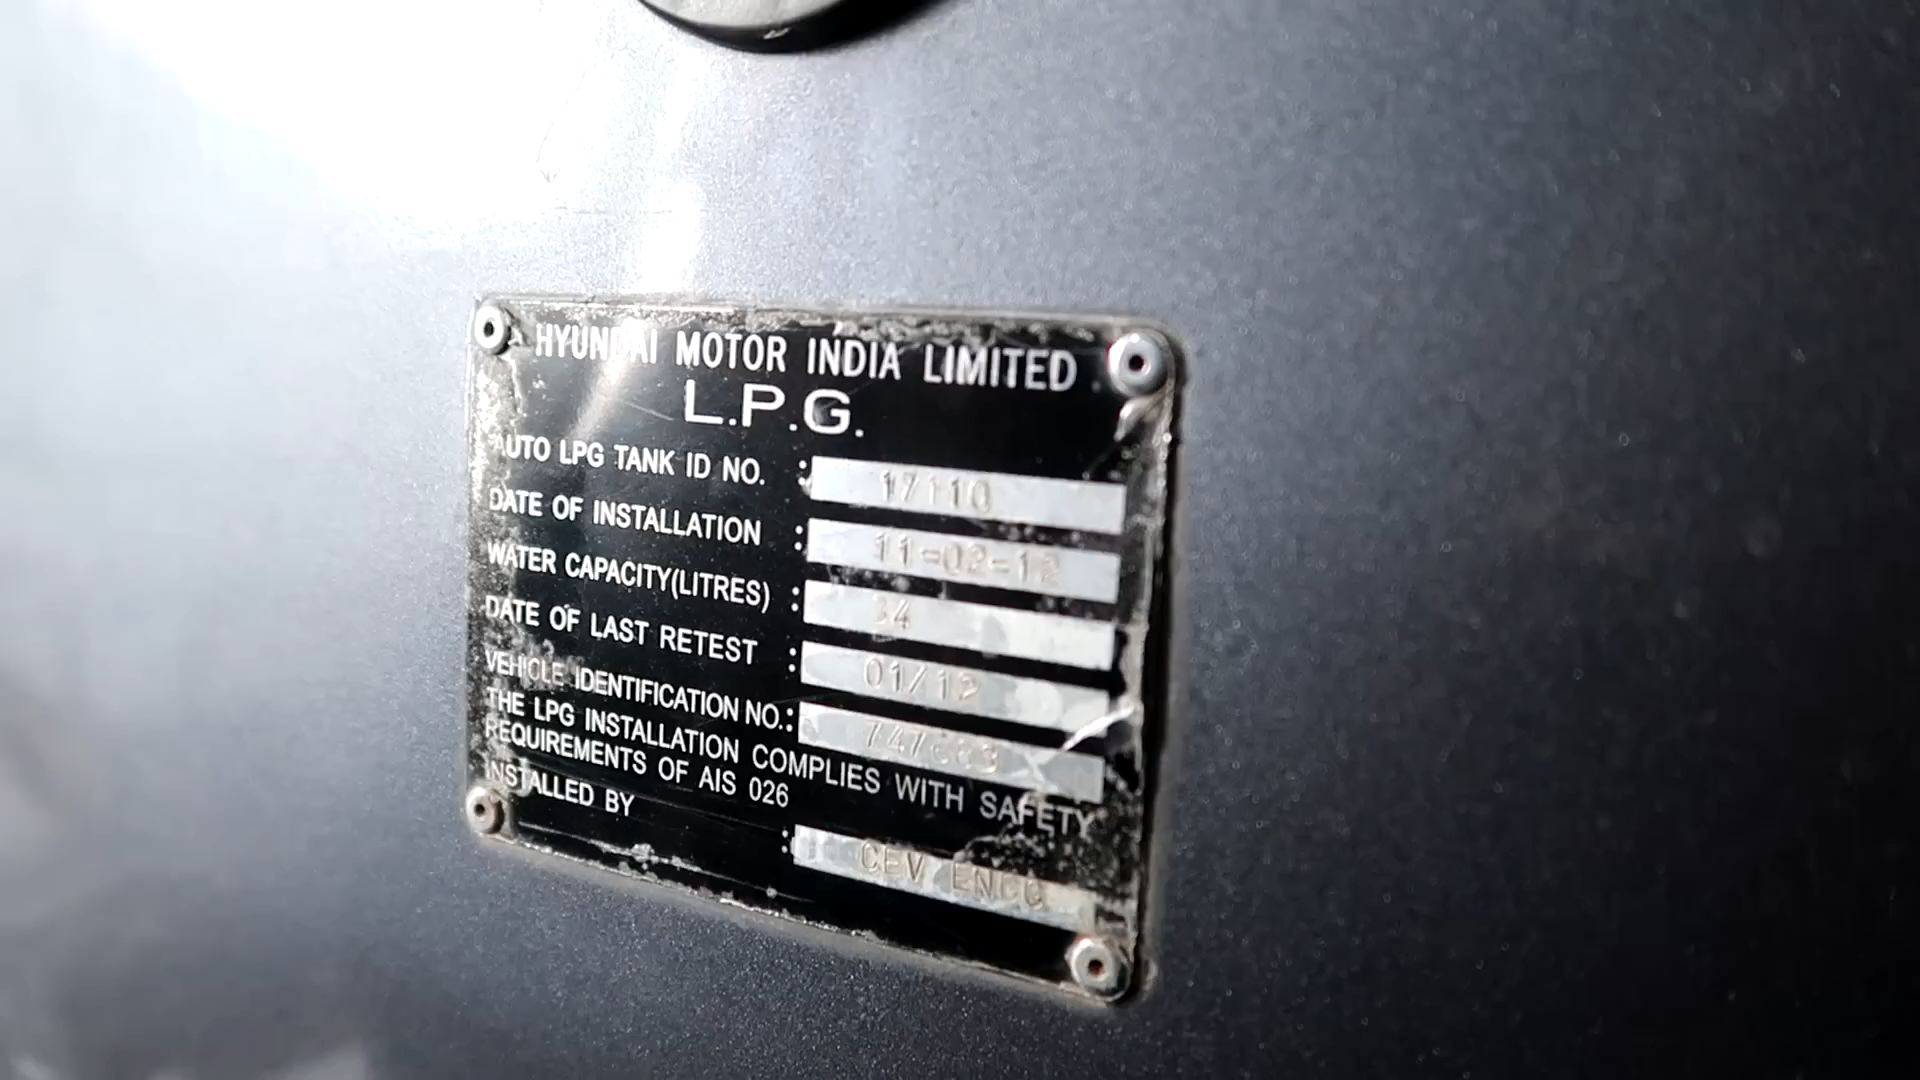 HYUNDAI MOTOR INDIA LIMITED
L.P.G.
AUTO LPG TANK ID NO. : 17110
DATE OF INSTALLATION : 11-02-12
WATER CAPACITY(LITRES) : 34
DATE OF LAST RETEST : 01/12
VEHICLE IDENTIFICATION NO.:
THE LPG INSTALLATION COMPLIES WITH SAFETY
REQUIREMENTS OF AIS 026
INSTALLED BY : CEV ENGG